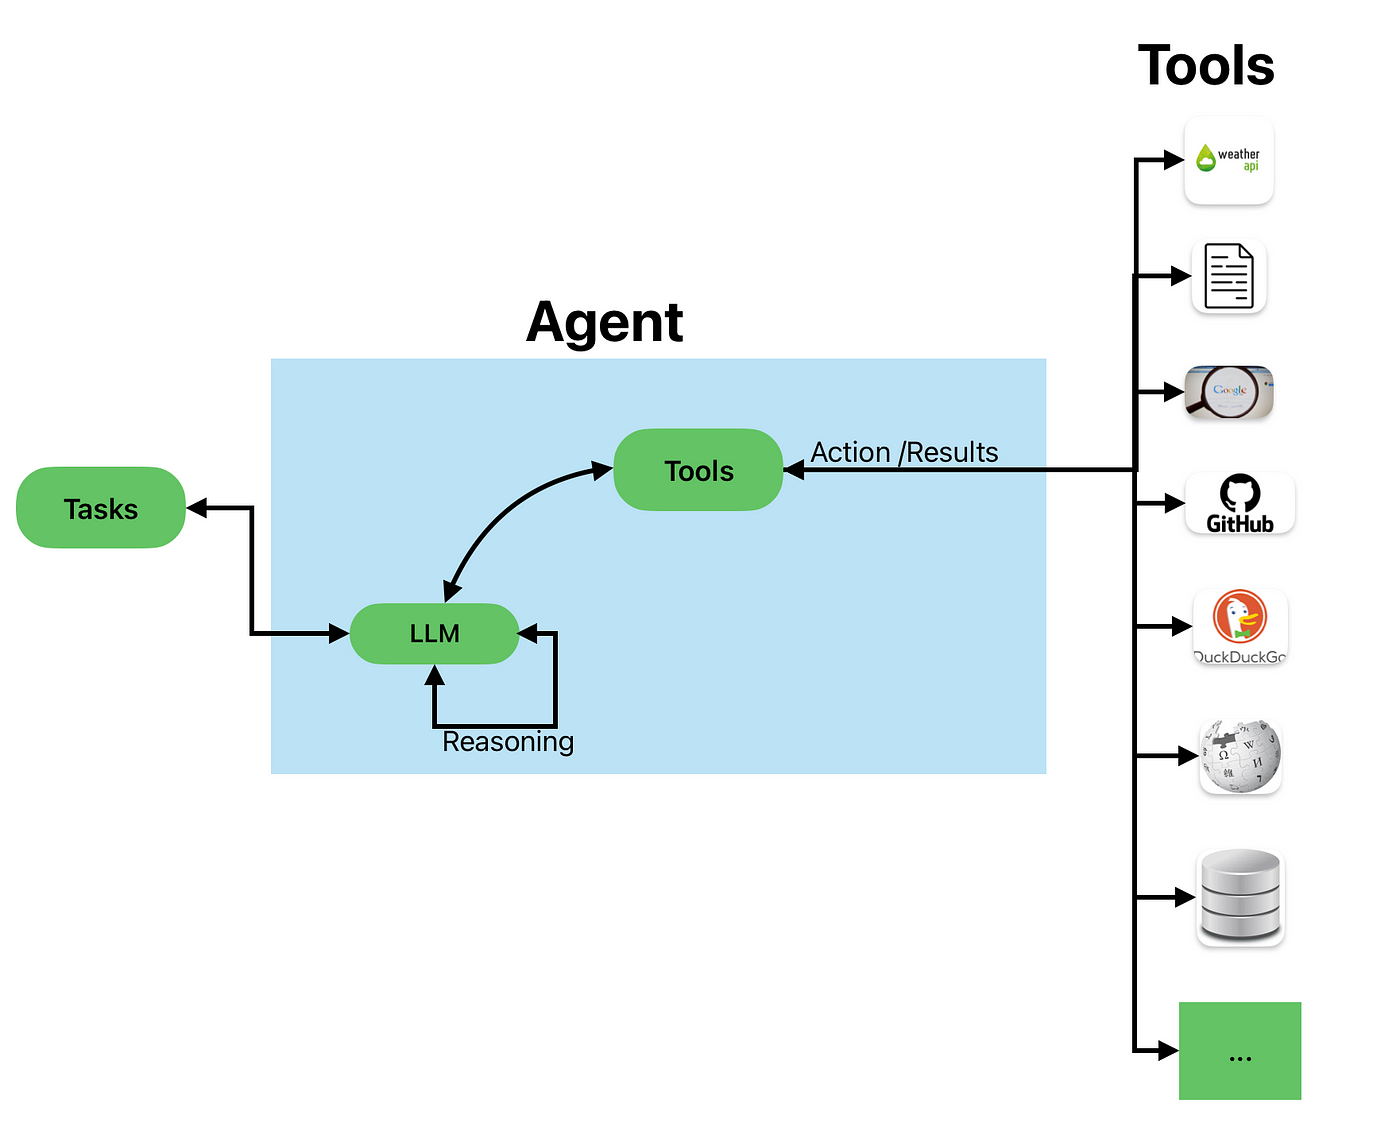 Tools
weather
api
Agent
Google
Action /Results
Tools
Tasks
GitHub
LLM
DuckDuckGo
Reasoning
Ω W И
...